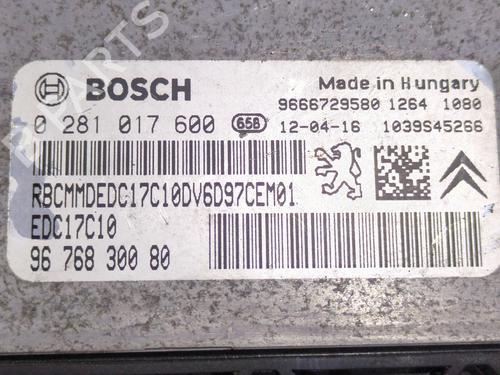 BOSCH
Made in Hungary
9666729580 1264 1080
0 281 017 600 658 12-04-16 1039S45266
RBCMMDEDC17C10DV6D97CEM01
EDC17C10
96 768 300 80